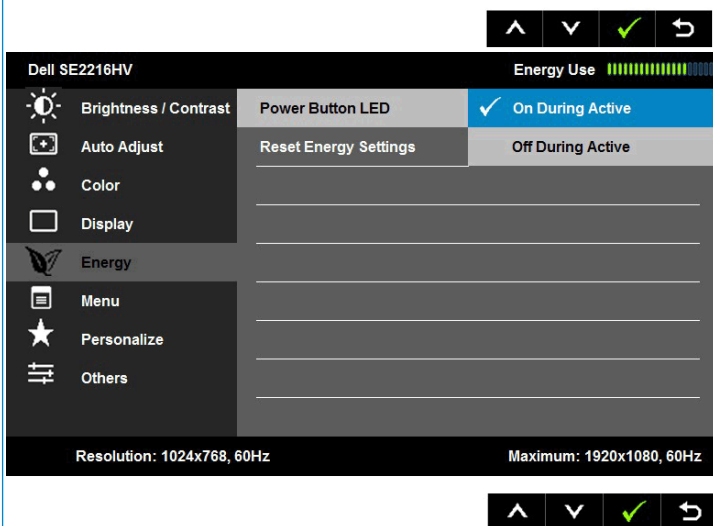 Dell SE2216HV Energy Use
Brightness / Contrast Power Button LED On During Active
Auto Adjust Reset Energy Settings Off During Active
Color
Display
Energy
Menu
Personalize
Others
Resolution: 1024x768, 60Hz Maximum: 1920x1080, 60Hz